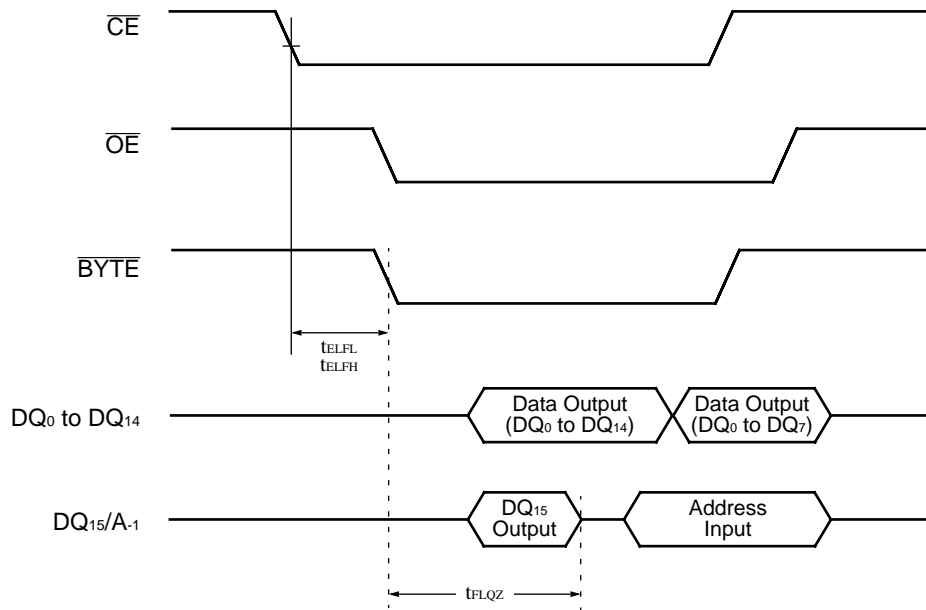 CE
OE
BYTE
tELFL
tELFH
DQ0 to DQ14
Data Output
(DQ0 to DQ14)
Data Output
(DQ0 to DQ7)
DQ15/A-1
DQ15
Output
Address
Input
tFLQZ